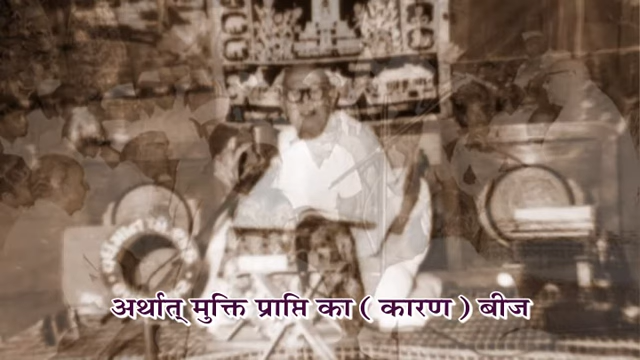 अर्थात् मुक्ति प्राप्ति का ( कारण ) बीज